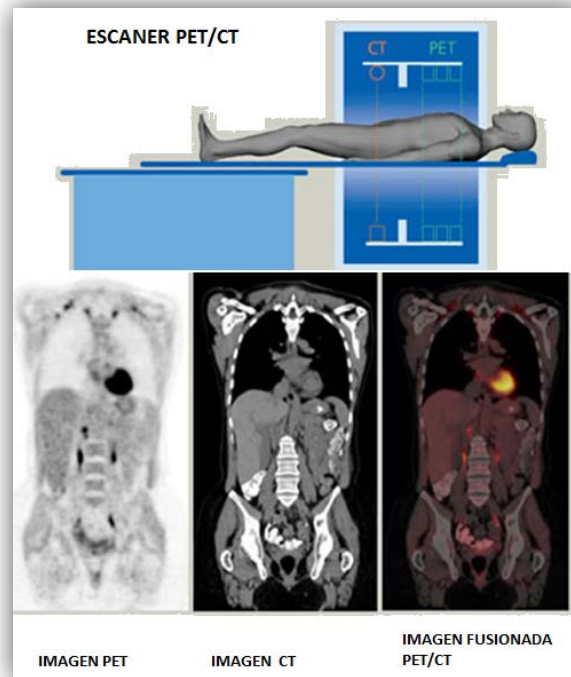 ESCANER PET/CT
CT PET
IMAGEN PET
IMAGEN CT
IMAGEN FUSIONADA
PET/CT